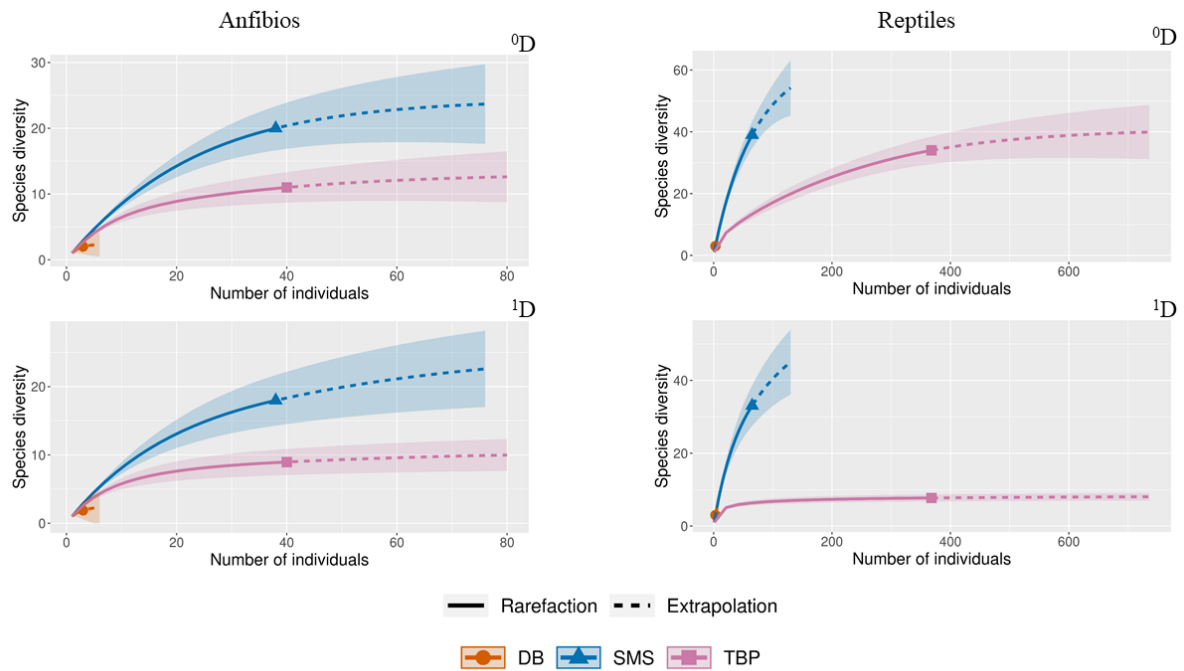 Anfibios
Reptiles
⁰D
⁰D
Species diversity
30
20
10
0
0
20
40
60
80
Number of individuals
Species diversity
60
40
20
0
0
200
400
600
Number of individuals
¹D
¹D
Species diversity
20
10
0
0
20
40
60
80
Number of individuals
Species diversity
40
20
0
0
200
400
600
Number of individuals
Rarefaction Extrapolation
DB SMS TBP